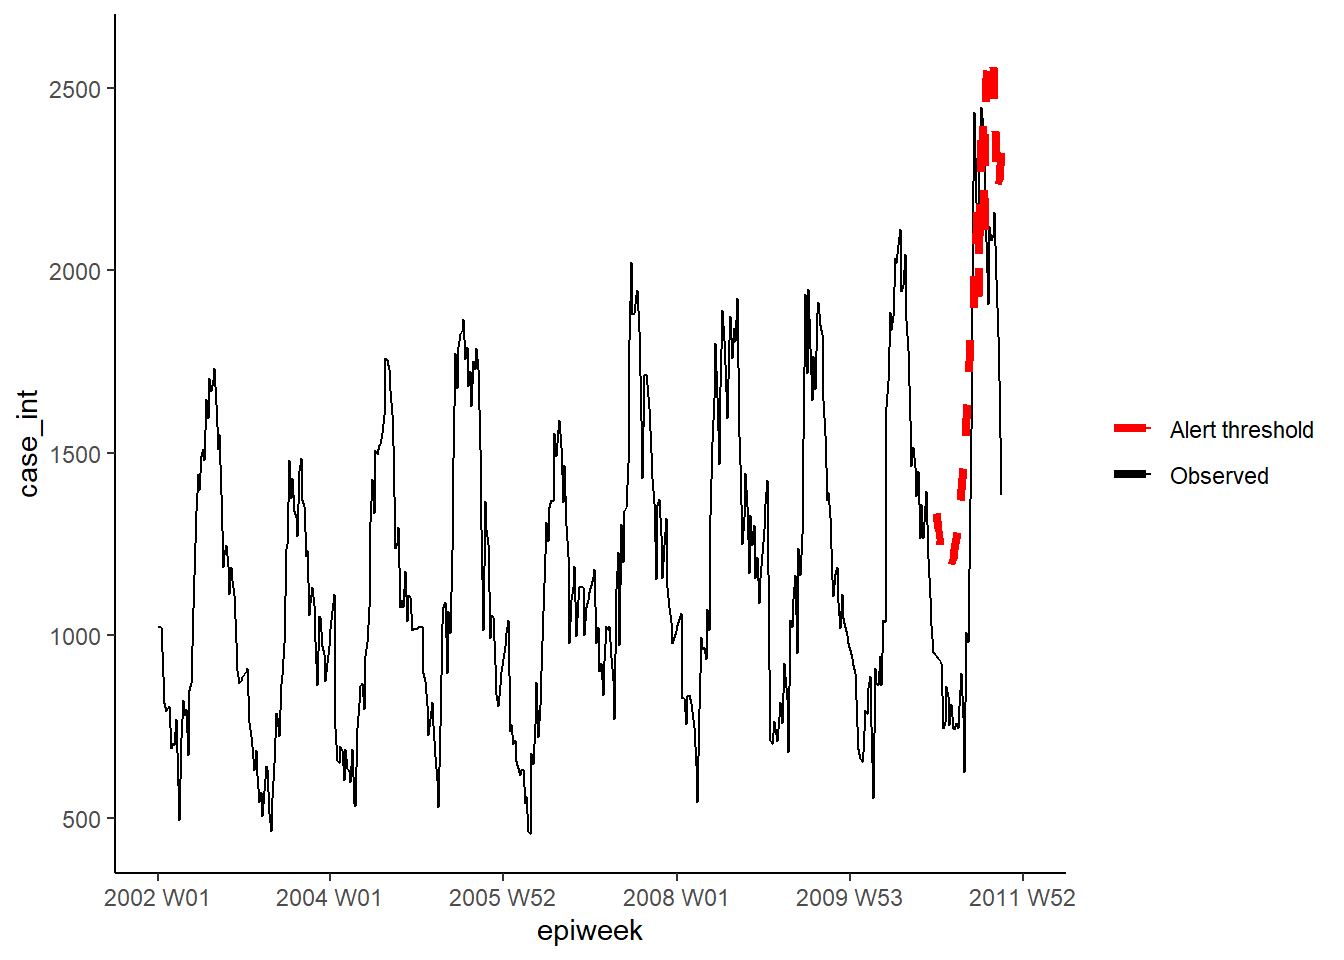 2500
2000
1500
1000
500
case_int
2002 W01
2004 W01
2005 W52
2008 W01
2009 W53
2011 W52
epiweek
Alert threshold
Observed